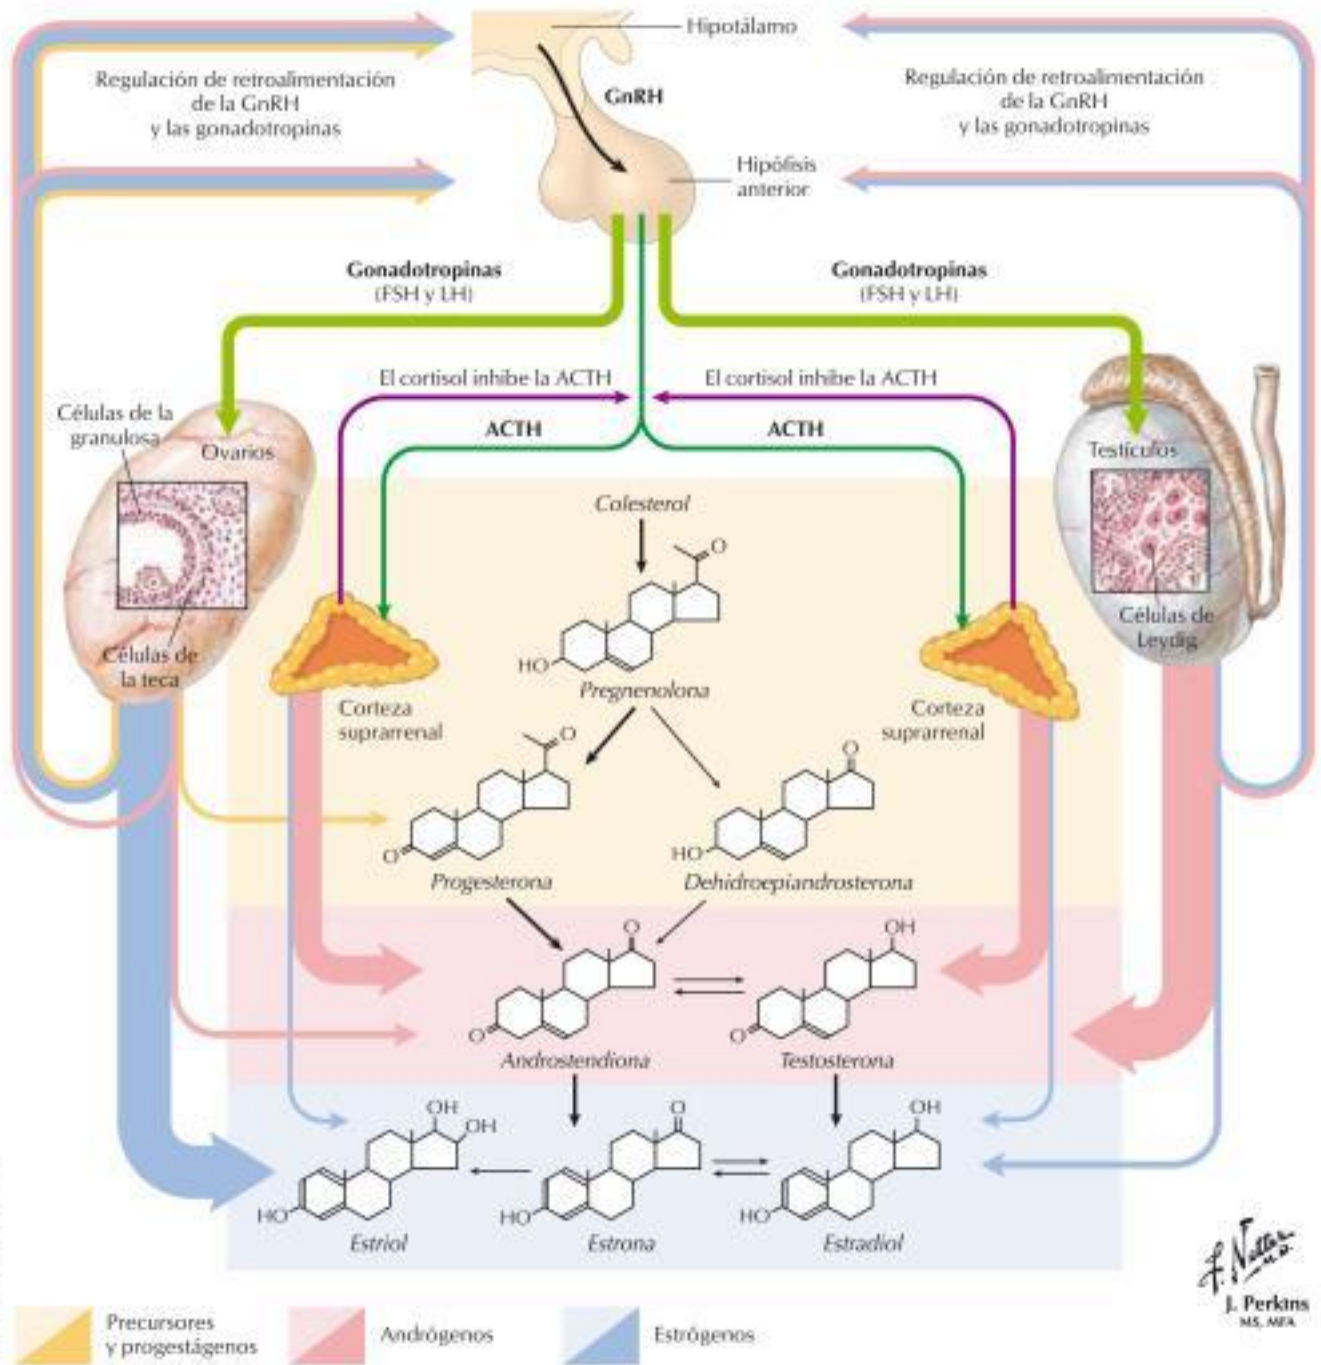 Hipotálamo
Regulación de retroalimentación
de la GnRH
y las gonadotropinas
GnRH
Regulación de retroalimentación
de la GnRH
y las gonadotropinas
Hipófisis
anterior
Gonadotropinas
(FSH y LH)
Gonadotropinas
(FSH y LH)
El cortisol inhibe la ACTH
El cortisol inhibe la ACTH
ACTH
ACTH
Células de la
granulosa
Ovarios
Testículos
Células de
la teca
Células de
Leydig
Colesterol
O
HO
Pregnenolona
Corteza
suprarrenal
Corteza
suprarrenal
O
O
Progesterona
O
HO
Dehidroepiandrosterona
O
O
Androstendiona
OH
O
Testosterona
OH
OH
HO
Estriol
O
HO
Estrona
OH
HO
Estradiol
Precursores
y progestágenos
Andrógenos
Estrógenos
F. Netter
M.D.
J. Perkins
MS, MFA